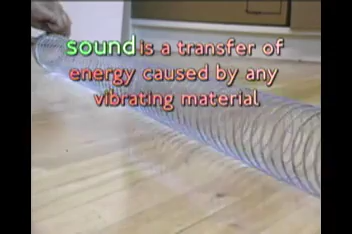 sound is a transfer of
energy caused by any
vibrating material